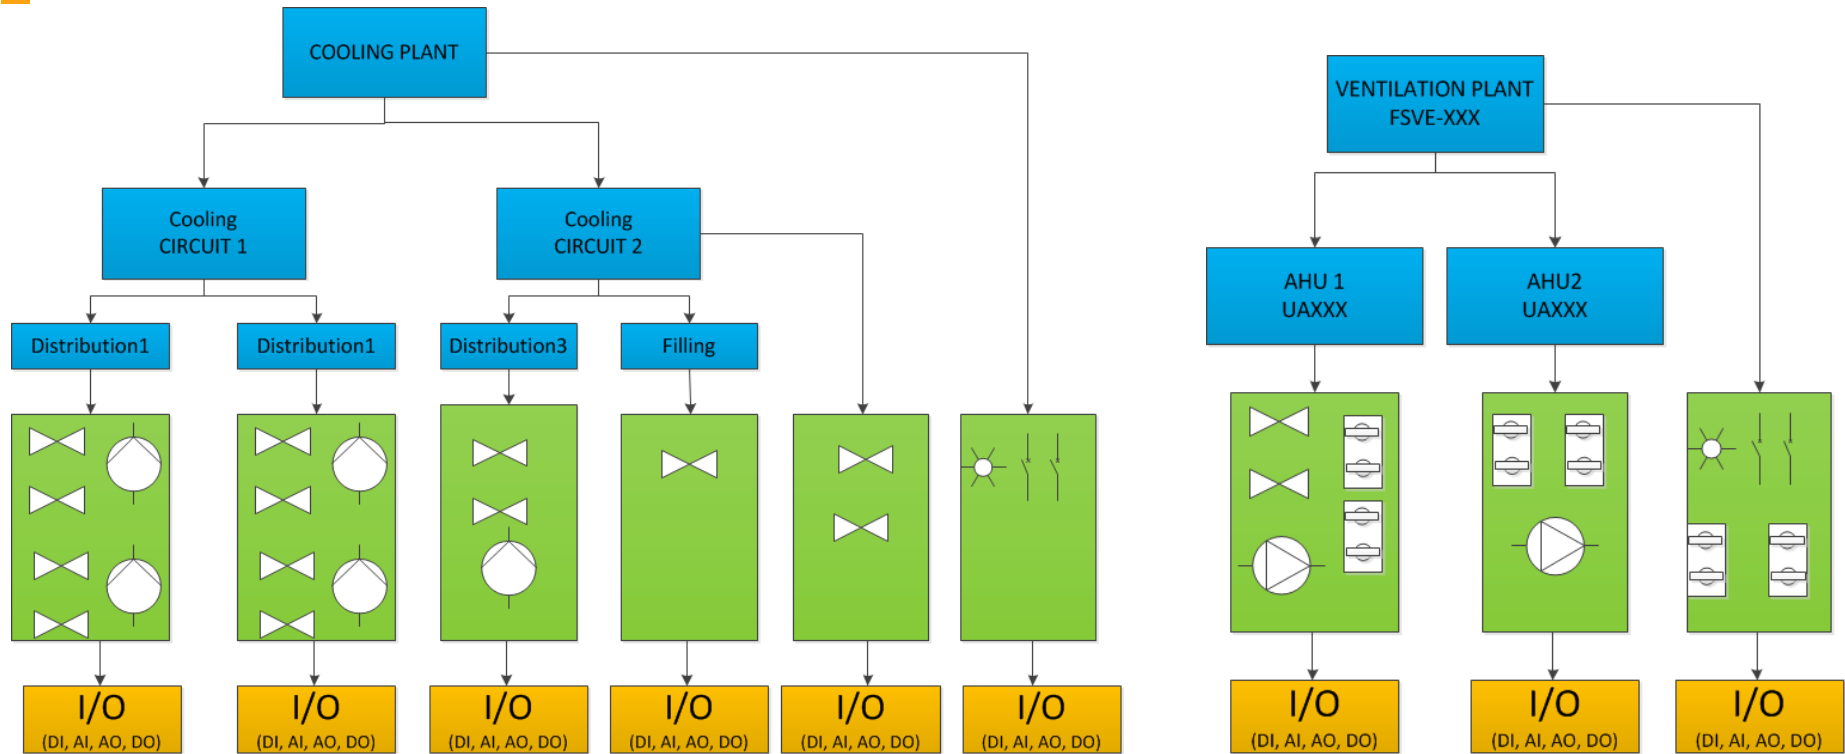 COOLING PLANT
VENTILATION PLANT
FSVE-XXX
Cooling
CIRCUIT 1
Cooling
CIRCUIT 2
AHU 1
UAXXX
AHU2
UAXXX
Distribution1
Distribution1
Distribution3
Filling
I/O
(DI, AI, AO, DO)
I/O
(DI, AI, AO, DO)
I/O
(DI, AI, AO, DO)
I/O
(DI, AI, AO, DO)
I/O
(DI, AI, AO, DO)
I/O
(DI, AI, AO, DO)
I/O
(DI, AI, AO, DO)
I/O
(DI, AI, AO, DO)
I/O
(DI, AI, AO, DO)